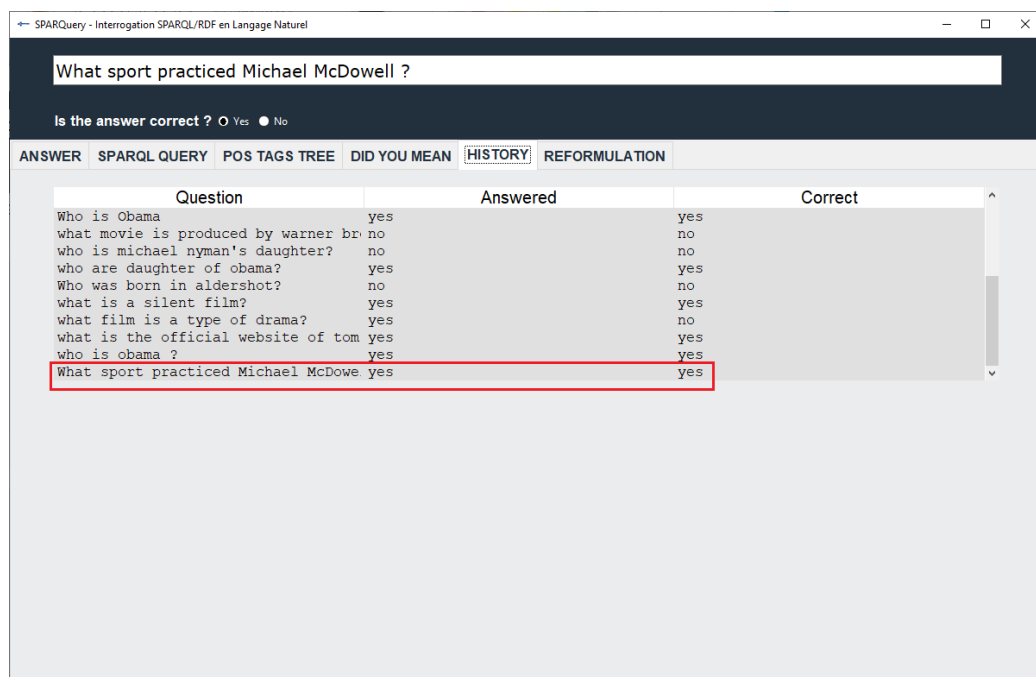 SPARQuery - Interrogation SPARQL/RDF en Langage Naturel
What sport practiced Michael McDowell ?
Is the answer correct ? Yes No
ANSWER SPARQL QUERY POS TAGS TREE DID YOU MEAN HISTORY REFORMULATION
Question Answered Correct
Who is Obama yes yes
what movie is produced by warner br no no
who is michael nyman's daughter? no no
who are daughter of obama? yes yes
Who was born in aldershot? no no
what is a silent film? yes yes
what film is a type of drama? yes no
what is the official website of tom yes yes
who is obama ? yes yes
What sport practiced Michael McDowe yes yes